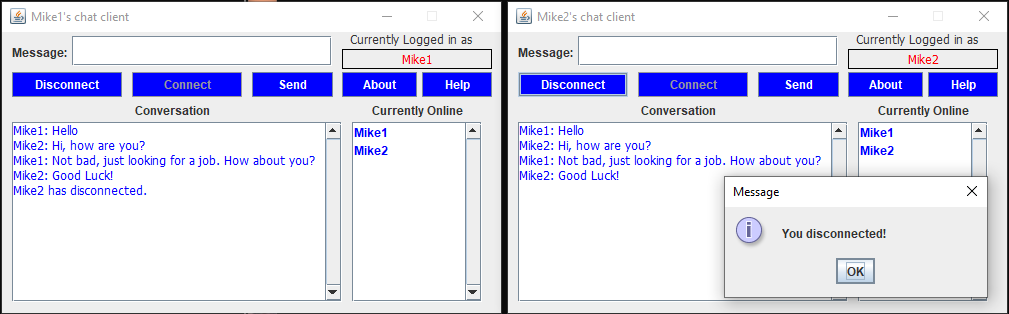 Mike1's chat client
Message:
Currently Logged in as
Mike1
Disconnect
Connect
Send
About
Help
Conversation
Currently Online
Mike1: Hello
Mike2: Hi, how are you?
Mike1: Not bad, just looking for a job. How about you?
Mike2: Good Luck!
Mike2 has disconnected.
Mike1
Mike2
Mike2's chat client
Message:
Currently Logged in as
Mike2
Disconnect
Connect
Send
About
Help
Conversation
Currently Online
Mike1: Hello
Mike2: Hi, how are you?
Mike1: Not bad, just looking for a job. How about you?
Mike2: Good Luck!
Mike1
Mike2
Message
You disconnected!
OK